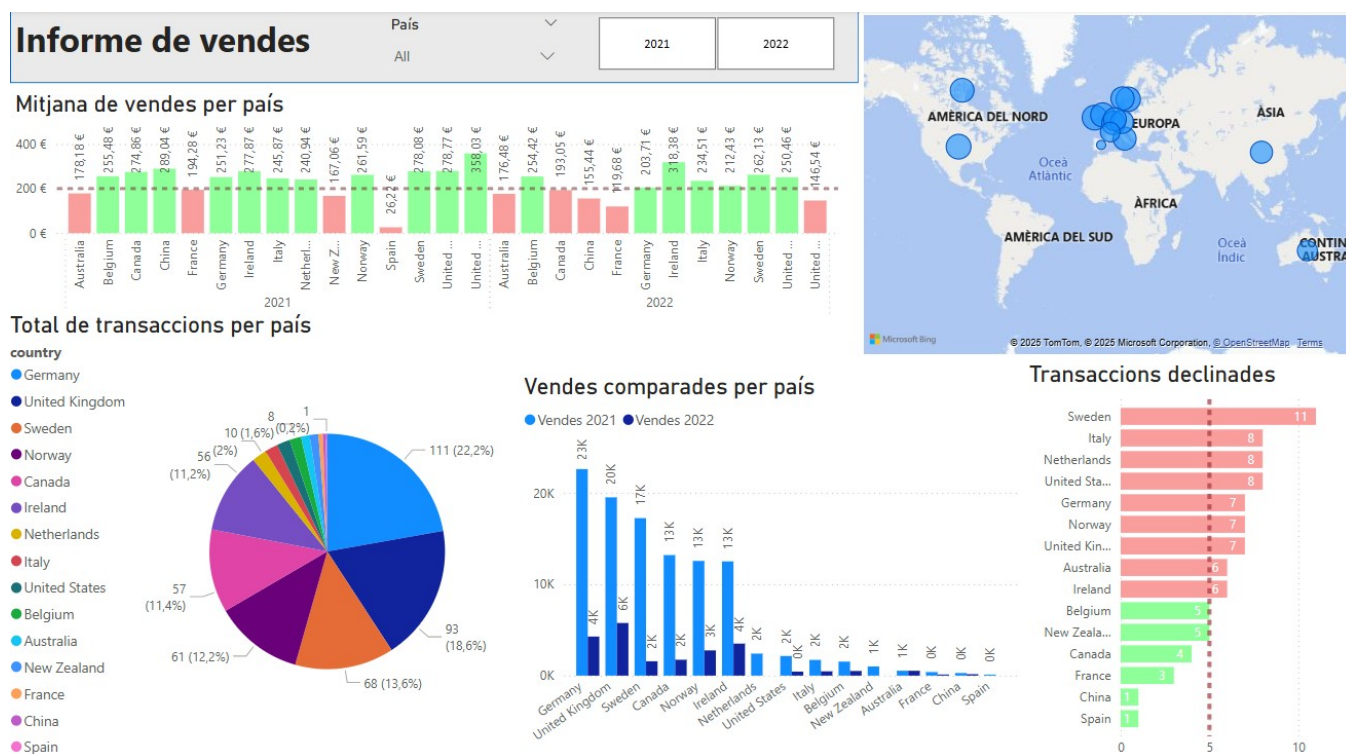 Informe de vendes
País
All
2021
2022
Mitjana de vendes per país
400 €
200 €
0 €
178,18 €
255,48 €
274,86 €
289,04 €
194,28 €
251,23 €
277,87 €
245,87 €
240,94 €
167,06 €
261,59 €
26,22 €
278,08 €
278,77 €
358,03 €
176,48 €
254,42 €
193,05 €
155,44 €
119,68 €
203,71 €
318,38 €
234,51 €
212,43 €
262,13 €
250,46 €
146,54 €
Australia
Belgium
Canada
China
France
Germany
Ireland
Italy
Netherl...
New Z...
Norway
Spain
Sweden
United ...
United ...
Australia
Belgium
Canada
China
France
Germany
Ireland
Italy
Norway
Sweden
United ...
United ...
2021
2022
AMÈRICA DEL NORD
EUROPA
ÀSIA
Oceà
Atlàntic
ÀFRICA
AMÈRICA DEL SUD
Oceà
Índic
CONTIN
AUSTRA
Microsoft Bing
© 2025 TomTom, © 2025 Microsoft Corporation, © OpenStreetMap Terms
Total de transaccions per país
country
Germany
United Kingdom
Sweden
Norway
Canada
Ireland
Netherlands
Italy
United States
Belgium
Australia
New Zealand
France
China
Spain
111 (22,2%)
93
(18,6%)
68 (13,6%)
61 (12,2%)
57
(11,4%)
56
(11,2%)
(2%)
10 (1,6%)
8
(0,2%)
1
Vendes comparades per país
Vendes 2021
Vendes 2022
20K
10K
0K
23K
4K
20K
6K
17K
2K
13K
2K
13K
3K
13K
4K
2K
2K
0K
2K
2K
1K
1K
0K
0K
0K
Germany
United Kingdom
Sweden
Canada
Norway
Ireland
Netherlands
United States
Italy
Belgium
New Zealand
Australia
France
China
Spain
Transaccions declinades
Sweden 11
Italy 8
Netherlands 8
United Sta... 8
Germany 7
Norway 7
United Kin... 7
Australia 6
Ireland 6
Belgium 5
New Zeala... 5
Canada 4
France 3
China 1
Spain 1
0
5
10